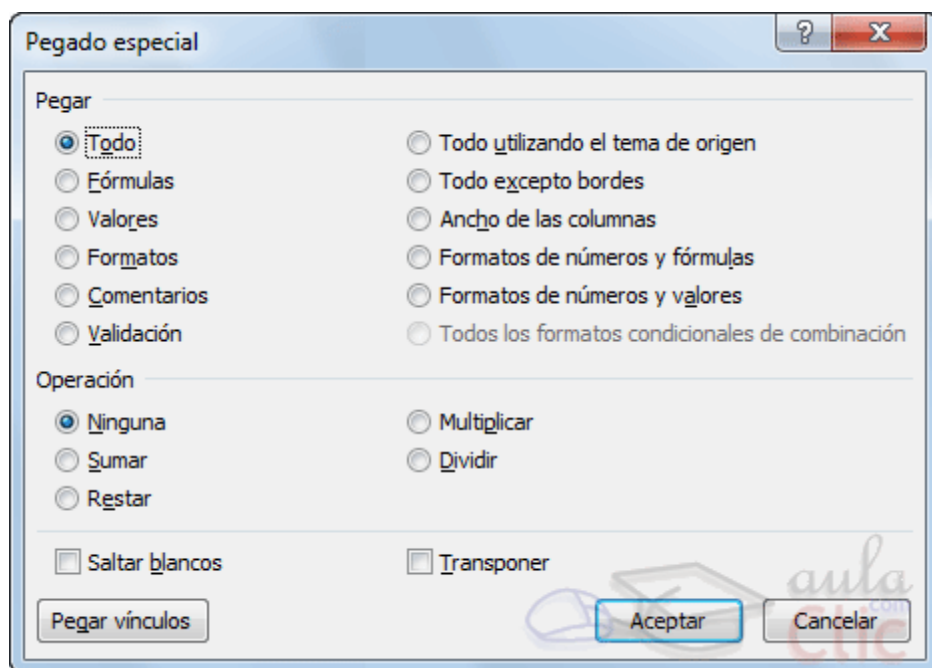 Pegado especial
Pegar
Todo
Todo utilizando el tema de origen
Fórmulas
Todo excepto bordes
Valores
Ancho de las columnas
Formatos
Formatos de números y fórmulas
Comentarios
Formatos de números y valores
Validación
Todos los formatos condicionales de combinación
Operación
Ninguna
Multiplicar
Sumar
Dividir
Restar
Saltar blancos
Transponer
Pegar vínculos
Aceptar
Cancelar
aula
Clic
.com